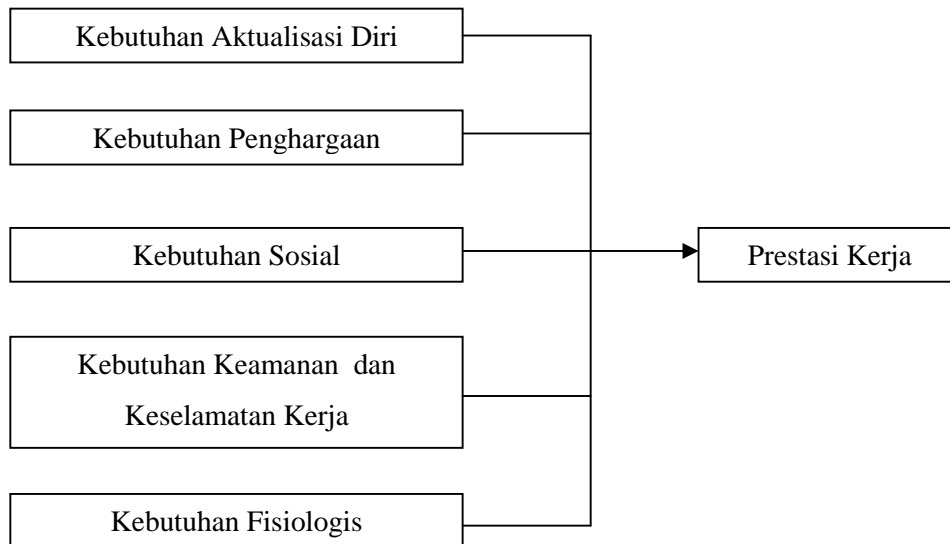 Kebutuhan Aktualisasi Diri
Kebutuhan Penghargaan
Kebutuhan Sosial
Prestasi Kerja
Kebutuhan Keamanan dan
Keselamatan Kerja
Kebutuhan Fisiologis